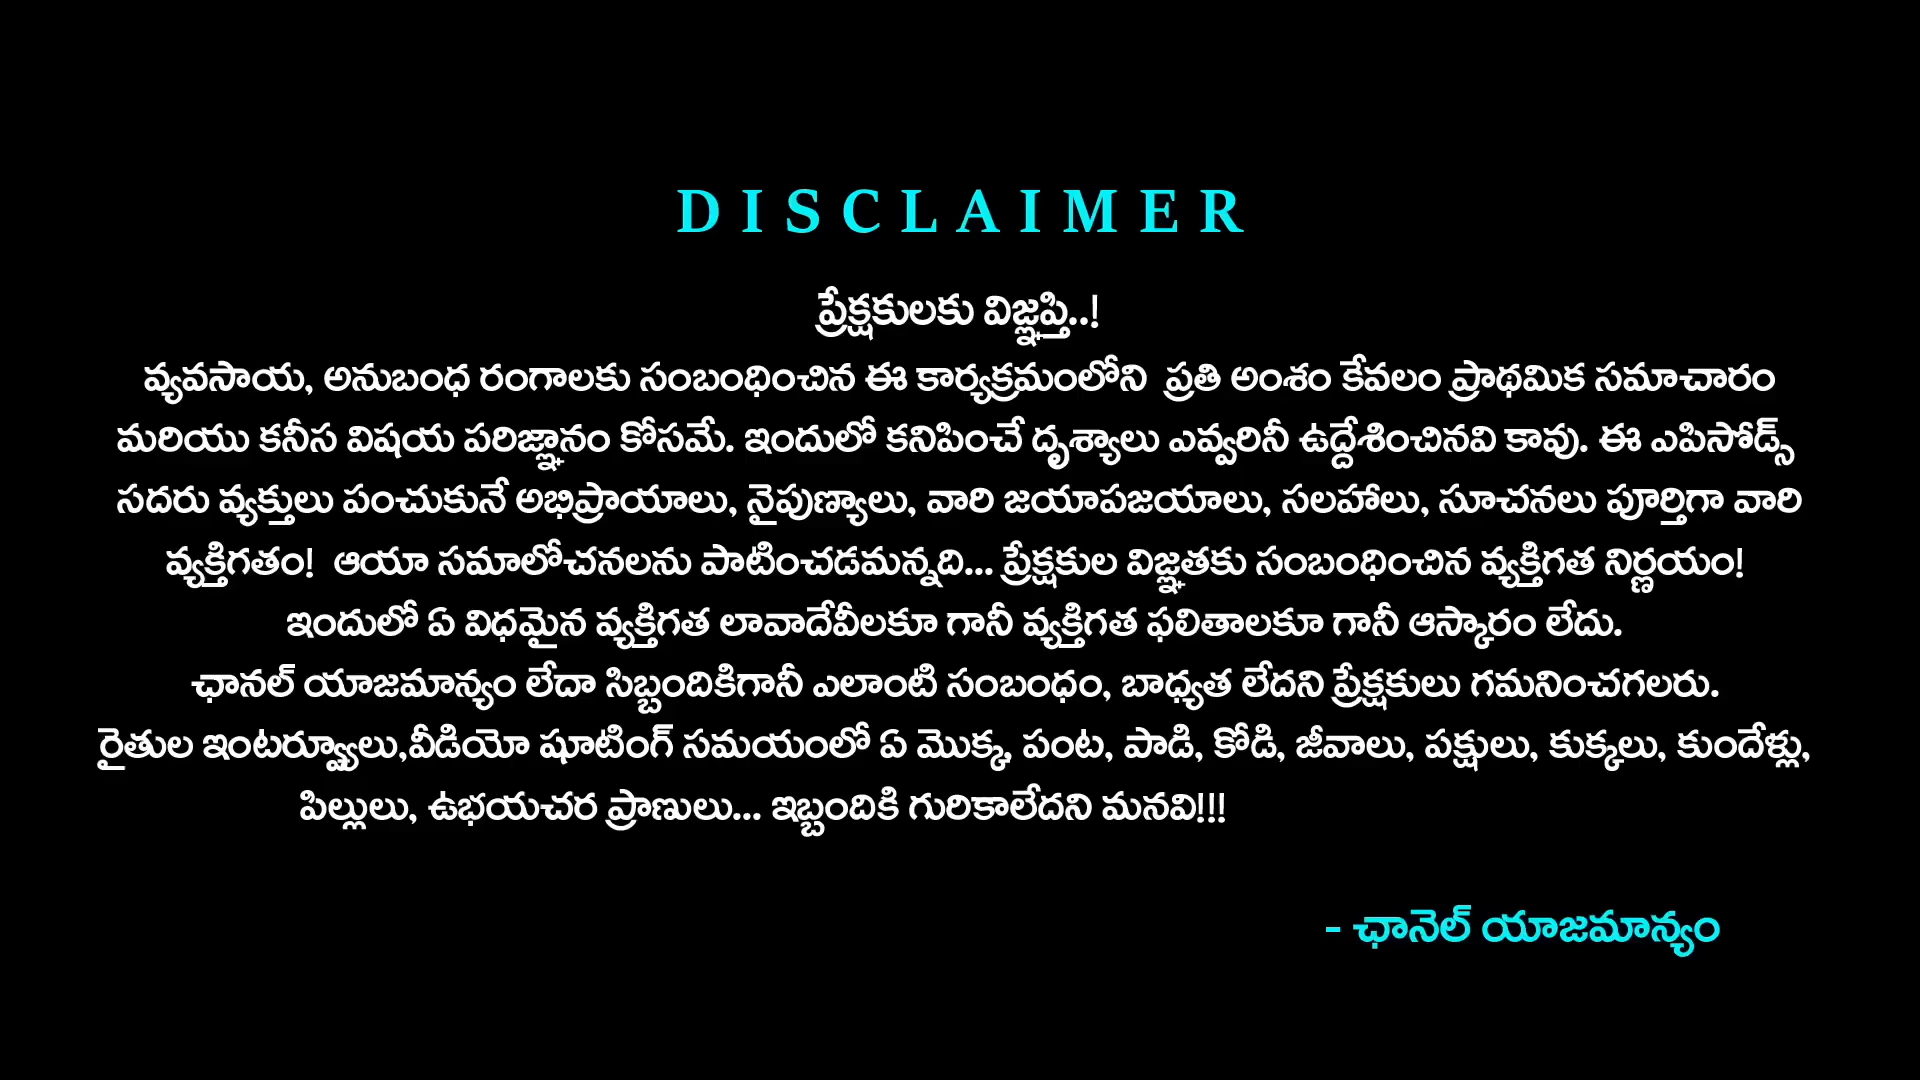 DISCLAIMER
ప్రేక్షకులకు విజ్ఞప్తి..!
వ్యవసాయ, అనుబంధ రంగాలకు సంబంధించిన ఈ కార్యక్రమంలోని ప్రతి అంశం కేవలం ప్రాథమిక సమాచారం
మరియు కనీస విషయ పరిజ్ఞానం కోసమే. ఇందులో కనిపించే దృశ్యాలు ఎవ్వరినీ ఉద్దేశించినవి కావు. ఈ ఎపిసోడ్స్
సదరు వ్యక్తులు పంచుకునే అభిప్రాయాలు, నైపుణ్యాలు, వారి జయాపజయాలు, సలహాలు, సూచనలు పూర్తిగా వారి
వ్యక్తిగతం! ఆయా సమాలోచనలను పాటించడమన్నది... ప్రేక్షకుల విజ్ఞతకు సంబంధించిన వ్యక్తిగత నిర్ణయం!
ఇందులో ఏ విధమైన వ్యక్తిగత లావాదేవీలకూ గానీ వ్యక్తిగత ఫలితాలకూ గానీ ఆస్కారం లేదు.
ఛానల్ యాజమాన్యం లేదా సిబ్బందికిగానీ ఎలాంటి సంబంధం, బాధ్యత లేదని ప్రేక్షకులు గమనించగలరు.
రైతుల ఇంటర్వ్యూలు,వీడియో షూటింగ్ సమయంలో ఏ మొక్క, పంట, పాడి, కోడి, జీవాలు, పక్షులు, కుక్కలు, కుందేళ్లు,
పిల్లులు, ఉభయచర ప్రాణులు... ఇబ్బందికి గురికాలేదని మనవి!!!
- ఛానెల్ యాజమాన్యం